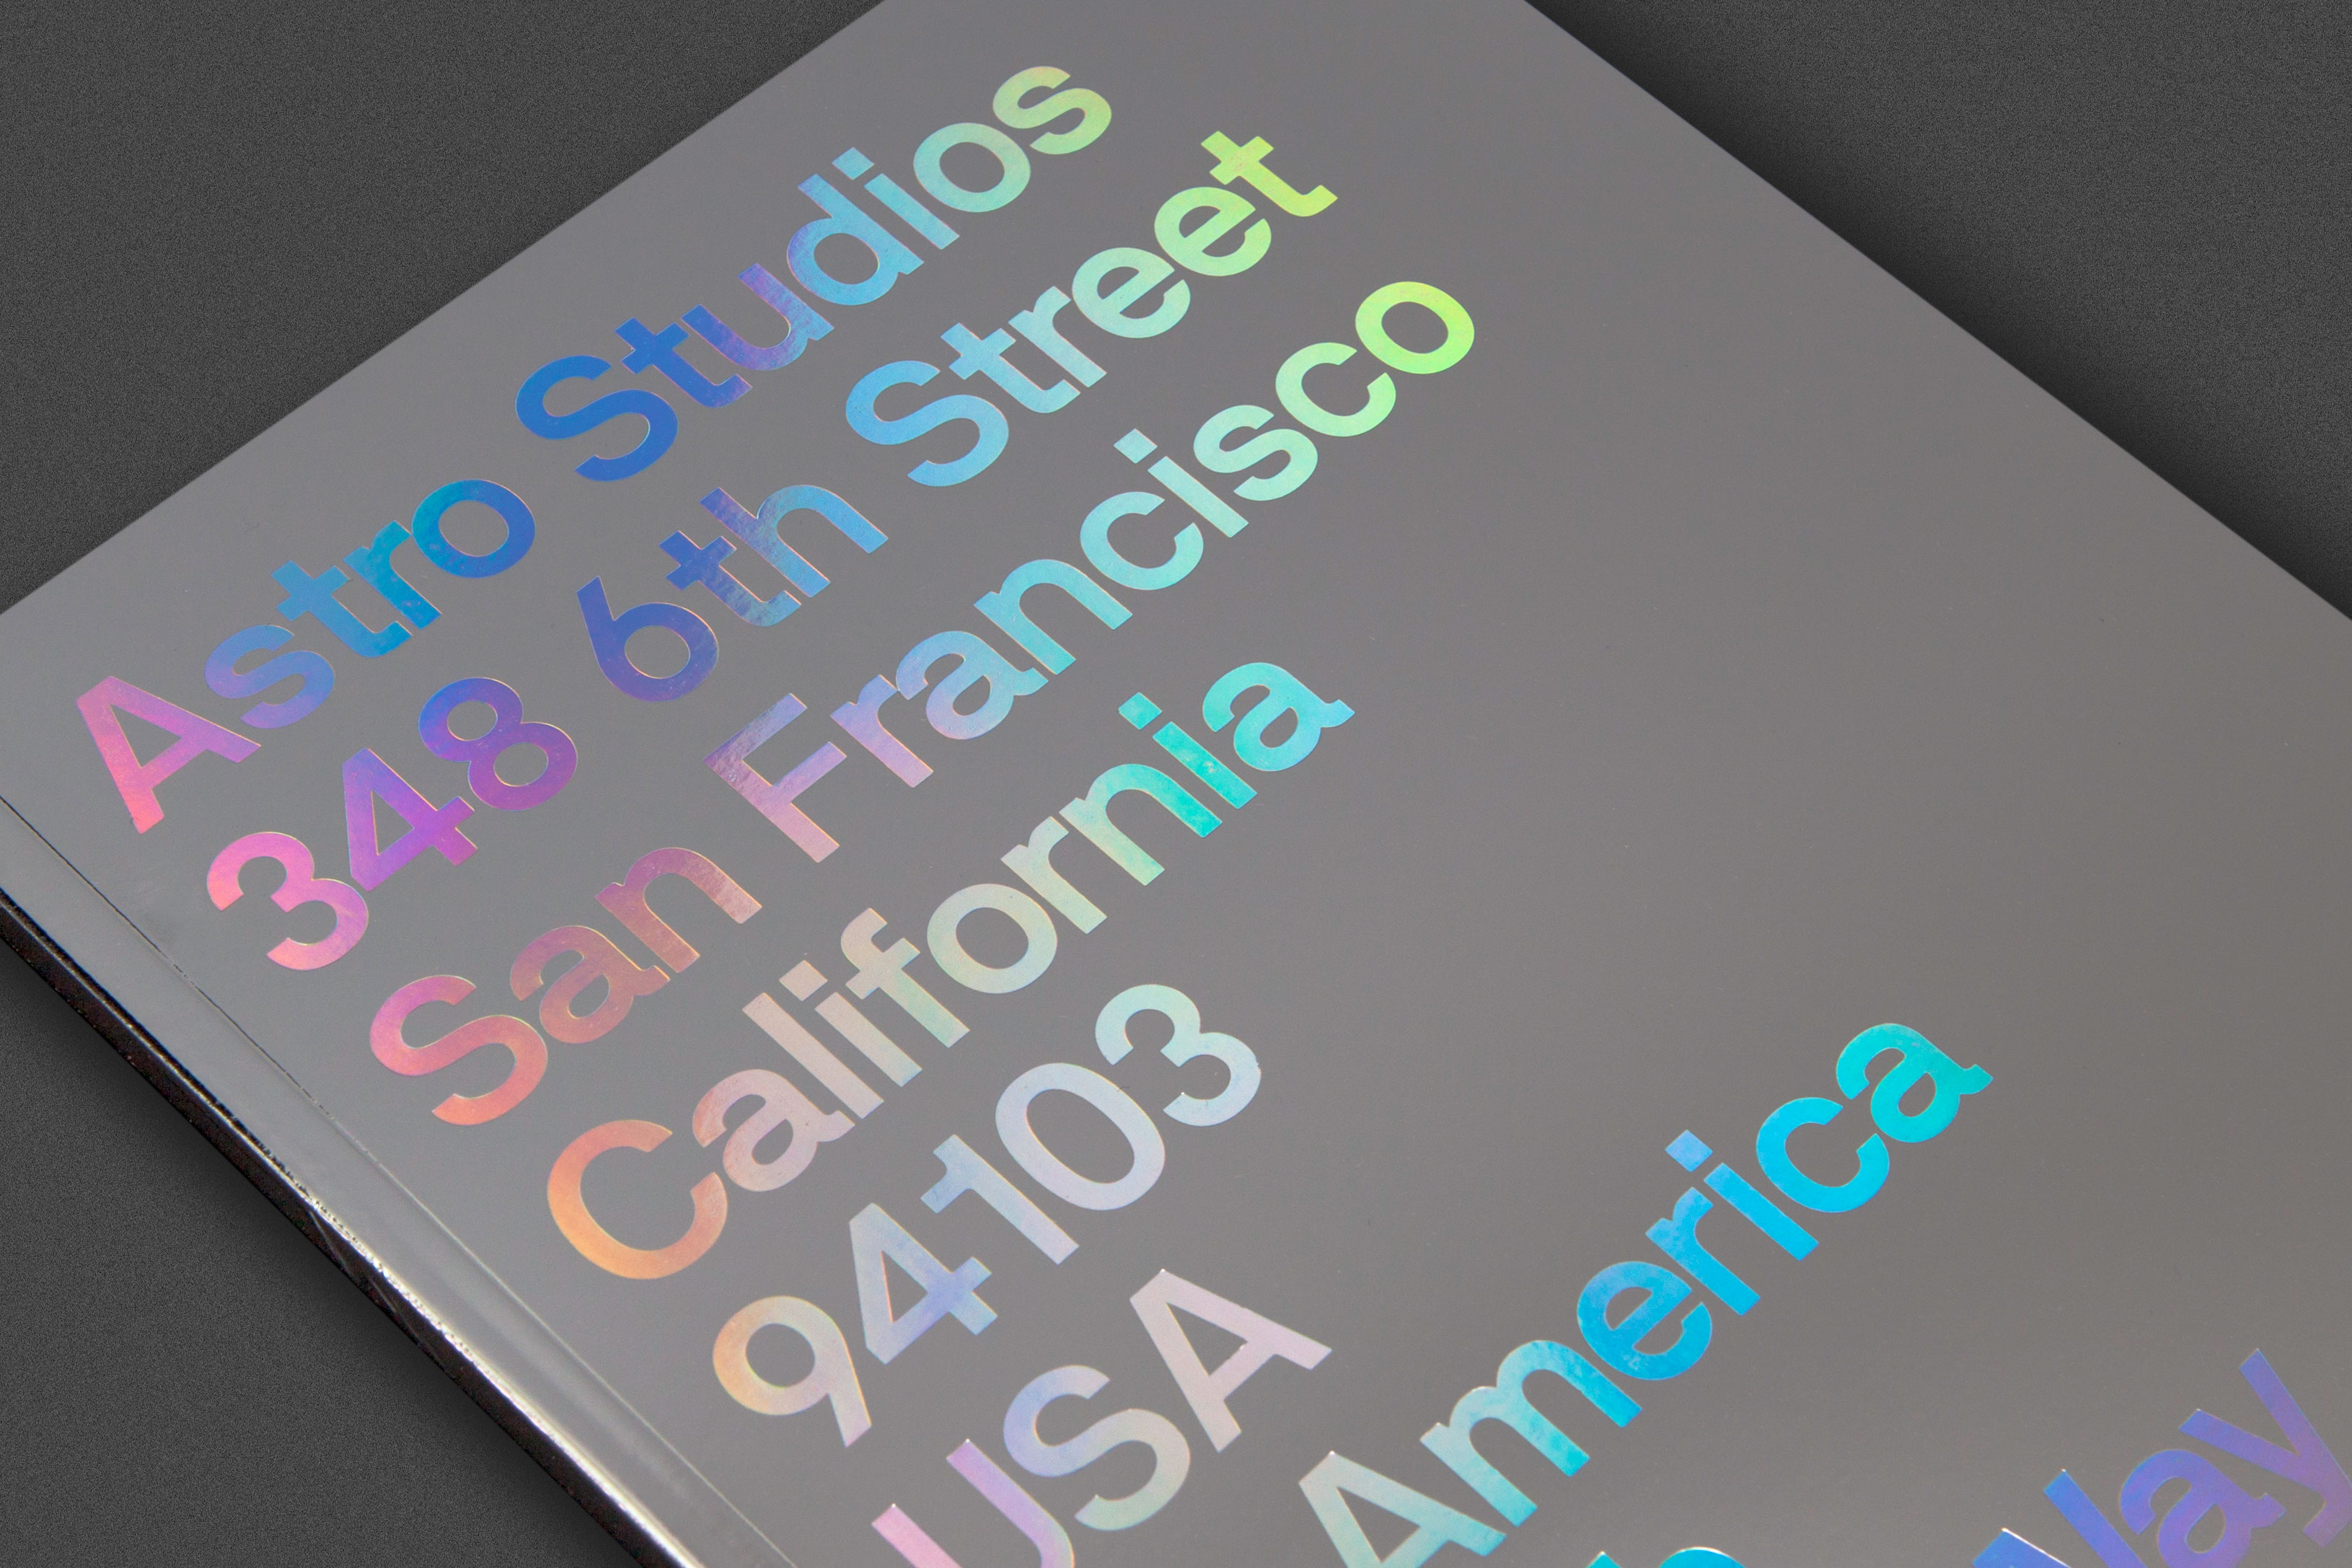 Astro Studios
348 6th Street
San Francisco
California
94103
USA
America